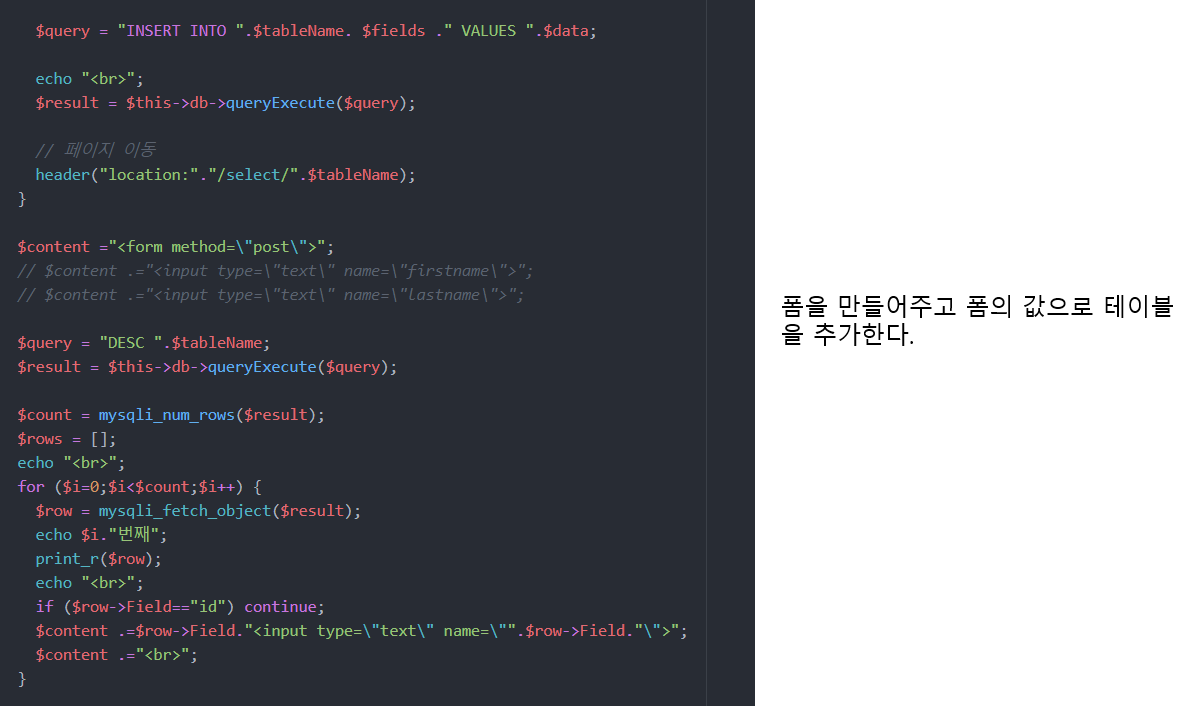 $query = "INSERT INTO ".$tableName. $fields ." VALUES ".$data;
echo "<br>";
$result = $this->db->queryExecute($query);
// 페이지 이동
header("location:"."/select/".$tableName);
}
$content ="<form method=\"post\">";
// $content .="<input type=\"text\" name=\"firstname\">";
// $content .="<input type=\"text\" name=\"lastname\">";
$query = "DESC ".$tableName;
$result = $this->db->queryExecute($query);
$count = mysqli_num_rows($result);
$rows = [];
echo "<br>";
for ($i=0;$i<$count;$i++) {
$row = mysqli_fetch_object($result);
echo $i."번째";
print_r($row);
echo "<br>";
if ($row->Field=="id") continue;
$content .=$row->Field."<input type=\"text\" name=\"".$row->Field."\">";
$content .="<br>";
}
폼을 만들어주고 폼의 값으로 테이블
을 추가한다.